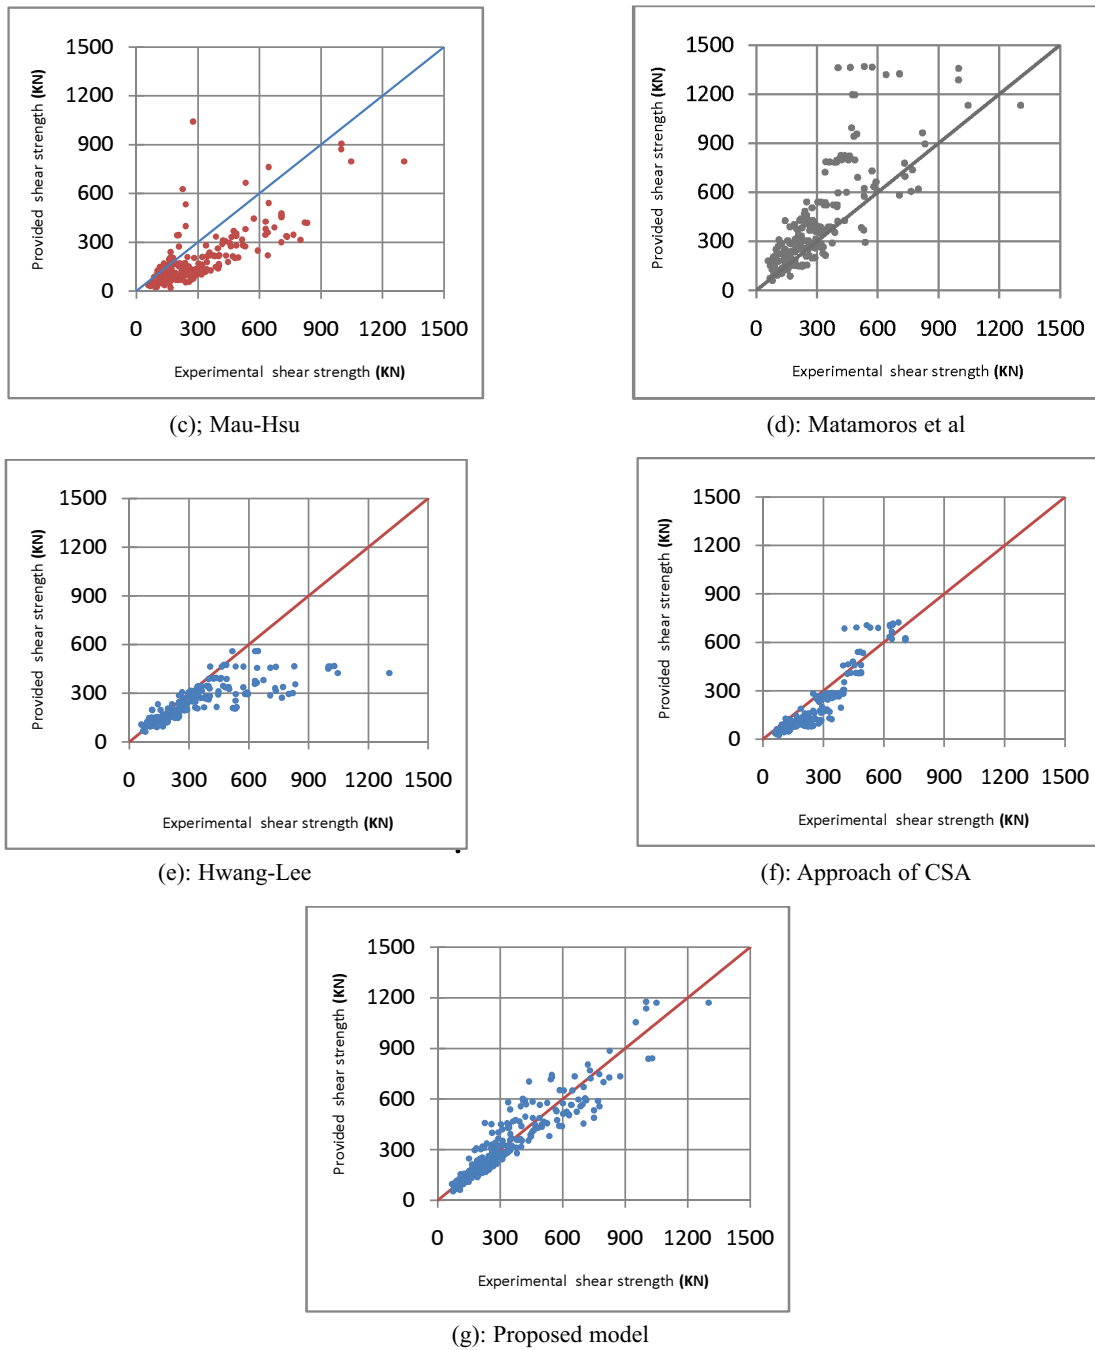 1500
1200
900
600
300
0
Provided shear strength (KN)
0 300 600 900 1200 1500
Experimental shear strength (KN)
(c); Mau-Hsu
1500
1200
900
600
300
0
Provided shear strength (KN)
0 300 600 900 1200 1500
Experimental shear strength (KN)
(d): Matamoros et al
1500
1200
900
600
300
0
Provided shear strength (KN)
0 300 600 900 1200 1500
Experimental shear strength (KN)
(e): Hwang-Lee
1500
1200
900
600
300
0
Provided shear strength (KN)
0 300 600 900 1200 1500
Experimental shear strength (KN)
(f): Approach of CSA
1500
1200
900
600
300
0
Provided shear strength (KN)
0 300 600 900 1200 1500
Experimental shear strength (KN)
(g): Proposed model